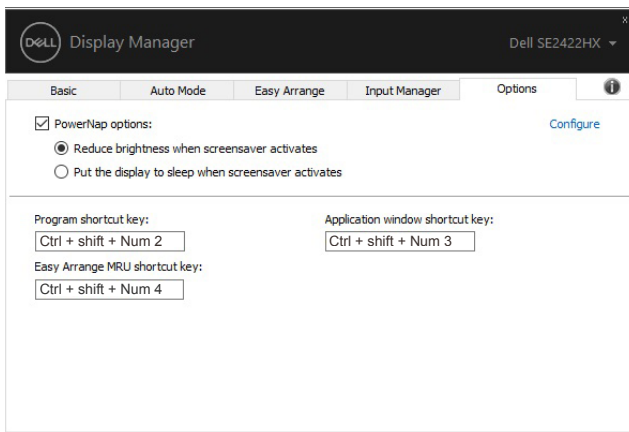 x
DELL Display Manager Dell SE2422HX
Basic Auto Mode Easy Arrange Input Manager Options i
PowerNap options: Configure
Reduce brightness when screensaver activates
Put the display to sleep when screensaver activates
Program shortcut key: Application window shortcut key:
Ctrl + shift + Num 2 Ctrl + shift + Num 3
Easy Arrange MRU shortcut key:
Ctrl + shift + Num 4